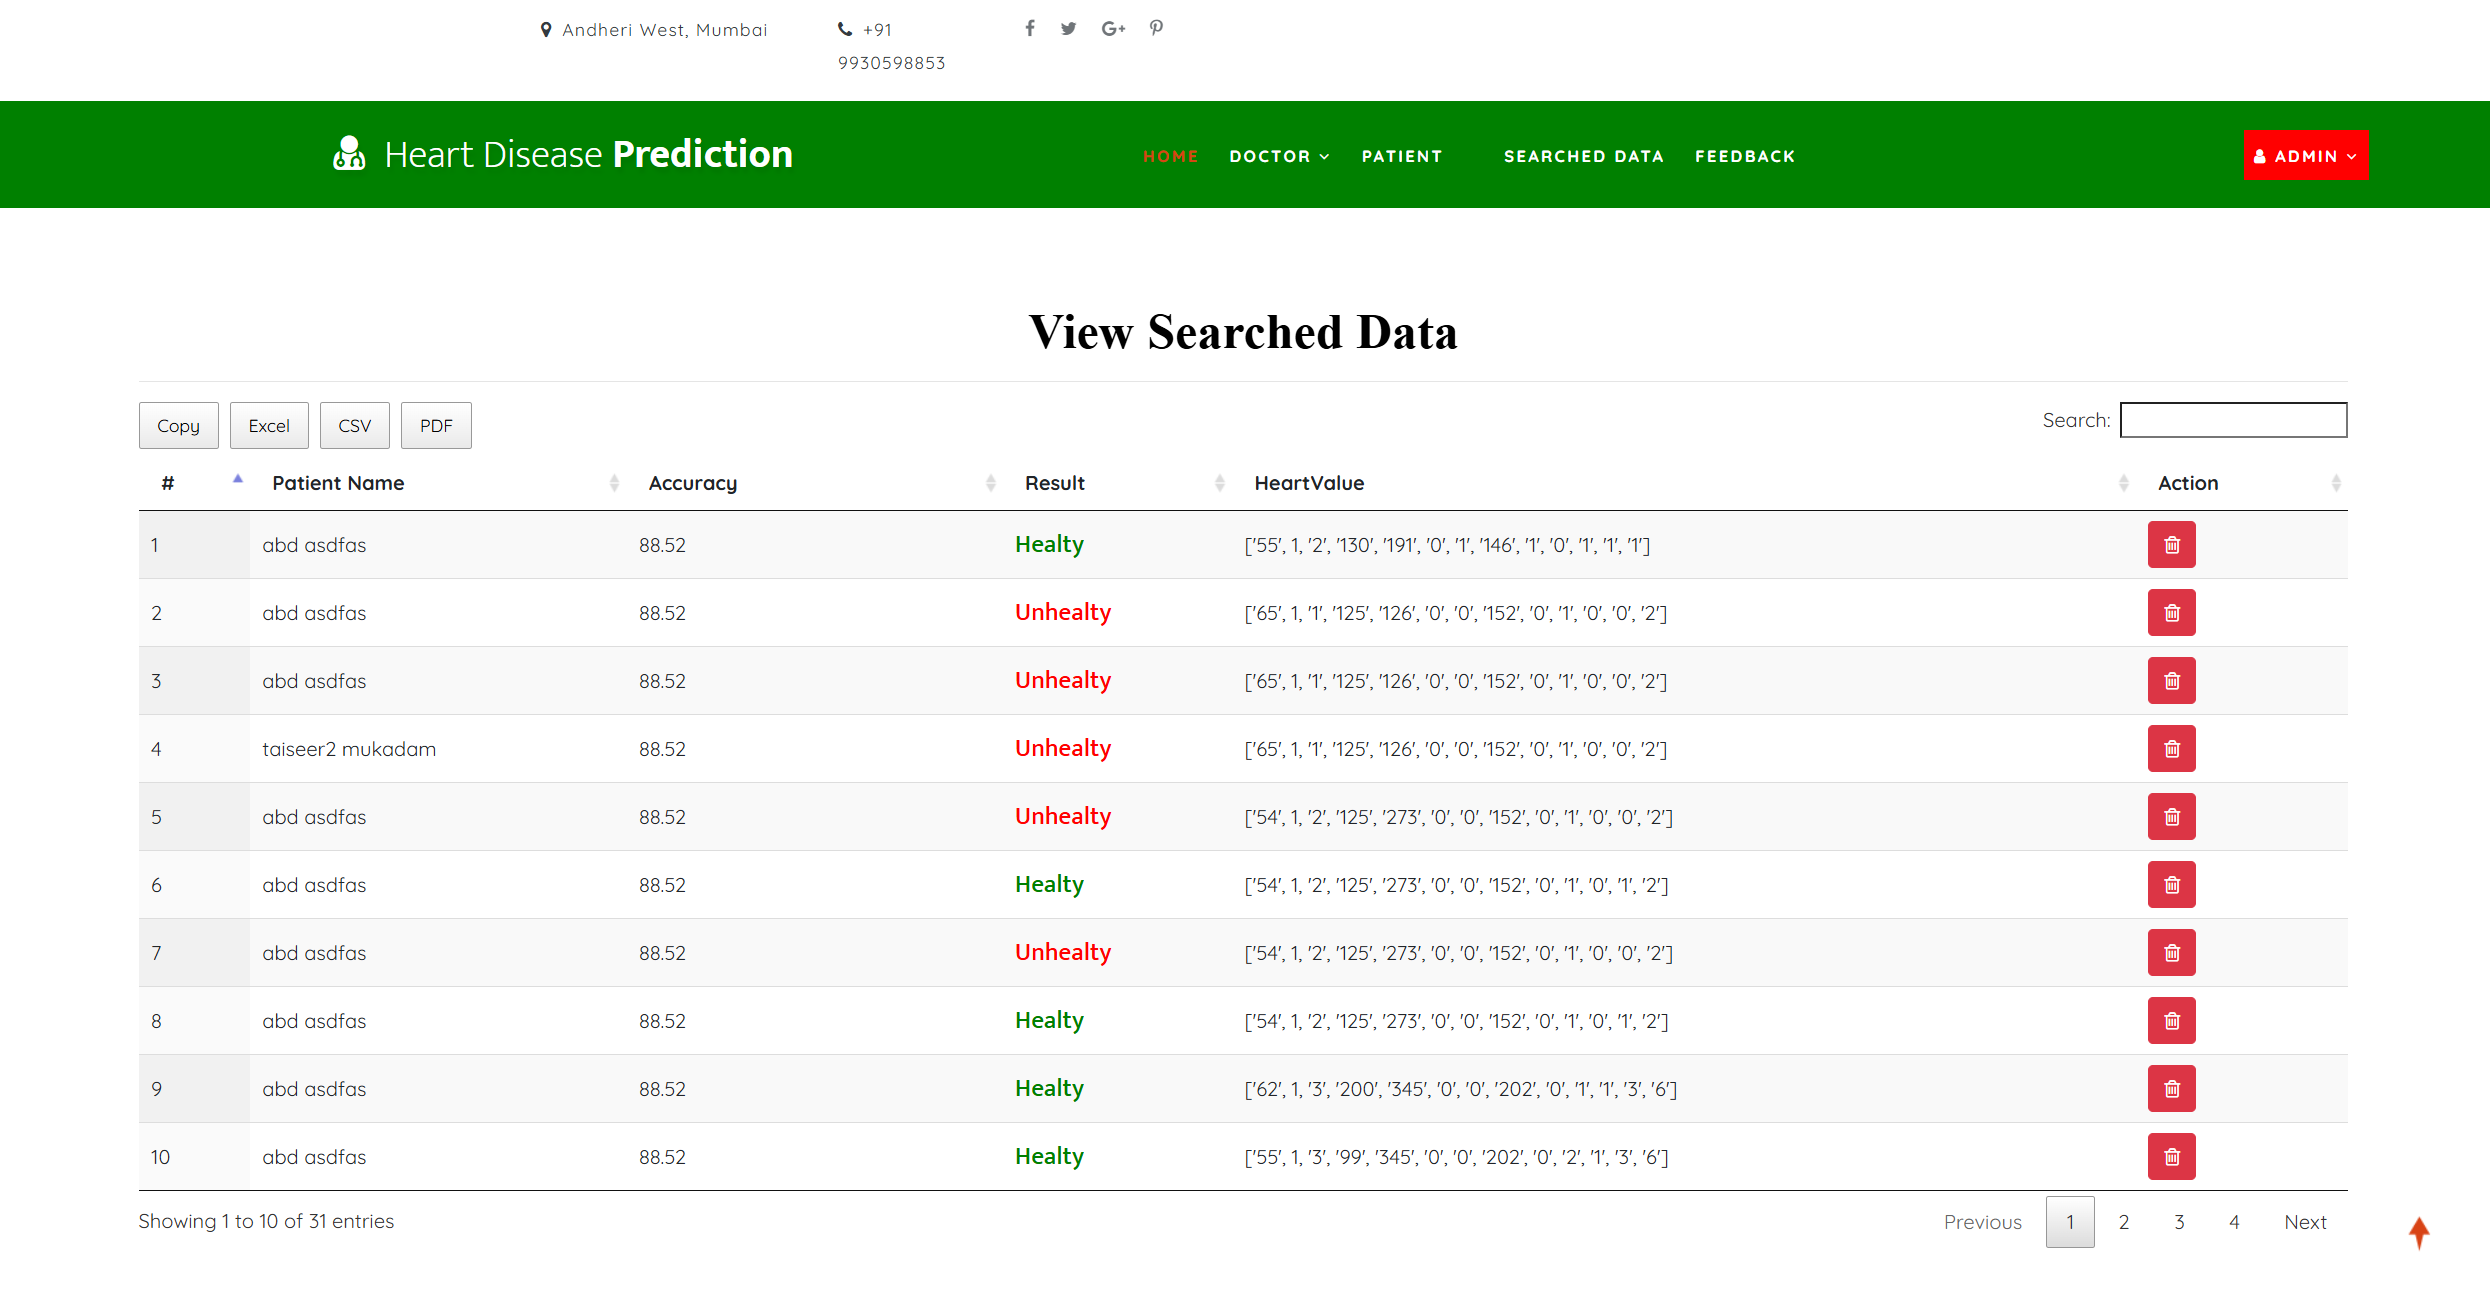 Andheri West, Mumbai
+91
9930598853
Heart Disease Prediction
HOME DOCTOR PATIENT SEARCHED DATA FEEDBACK ADMIN
View Searched Data
Copy Excel CSV PDF Search:
# Patient Name Accuracy Result HeartValue Action
1 abd asdfas 88.52 Healty ['55', 1, '2', '130', '191', '0', '1', '146', '1', '0', '1', '1', '1']
2 abd asdfas 88.52 Unhealty ['65', 1, '1', '125', '126', '0', '0', '152', '0', '1', '0', '0', '2']
3 abd asdfas 88.52 Unhealty ['65', 1, '1', '125', '126', '0', '0', '152', '0', '1', '0', '0', '2']
4 taiseer2 mukadam 88.52 Unhealty ['65', 1, '1', '125', '126', '0', '0', '152', '0', '1', '0', '0', '2']
5 abd asdfas 88.52 Unhealty ['54', 1, '2', '125', '273', '0', '0', '152', '0', '1', '0', '0', '2']
6 abd asdfas 88.52 Healty ['54', 1, '2', '125', '273', '0', '0', '152', '0', '1', '0', '1', '2']
7 abd asdfas 88.52 Unhealty ['54', 1, '2', '125', '273', '0', '0', '152', '0', '1', '0', '0', '2']
8 abd asdfas 88.52 Healty ['54', 1, '2', '125', '273', '0', '0', '152', '0', '1', '0', '1', '2']
9 abd asdfas 88.52 Healty ['62', 1, '3', '200', '345', '0', '0', '202', '0', '1', '1', '3', '6']
10 abd asdfas 88.52 Healty ['55', 1, '3', '99', '345', '0', '0', '202', '0', '2', '1', '3', '6']
Showing 1 to 10 of 31 entries Previous 1 2 3 4 Next